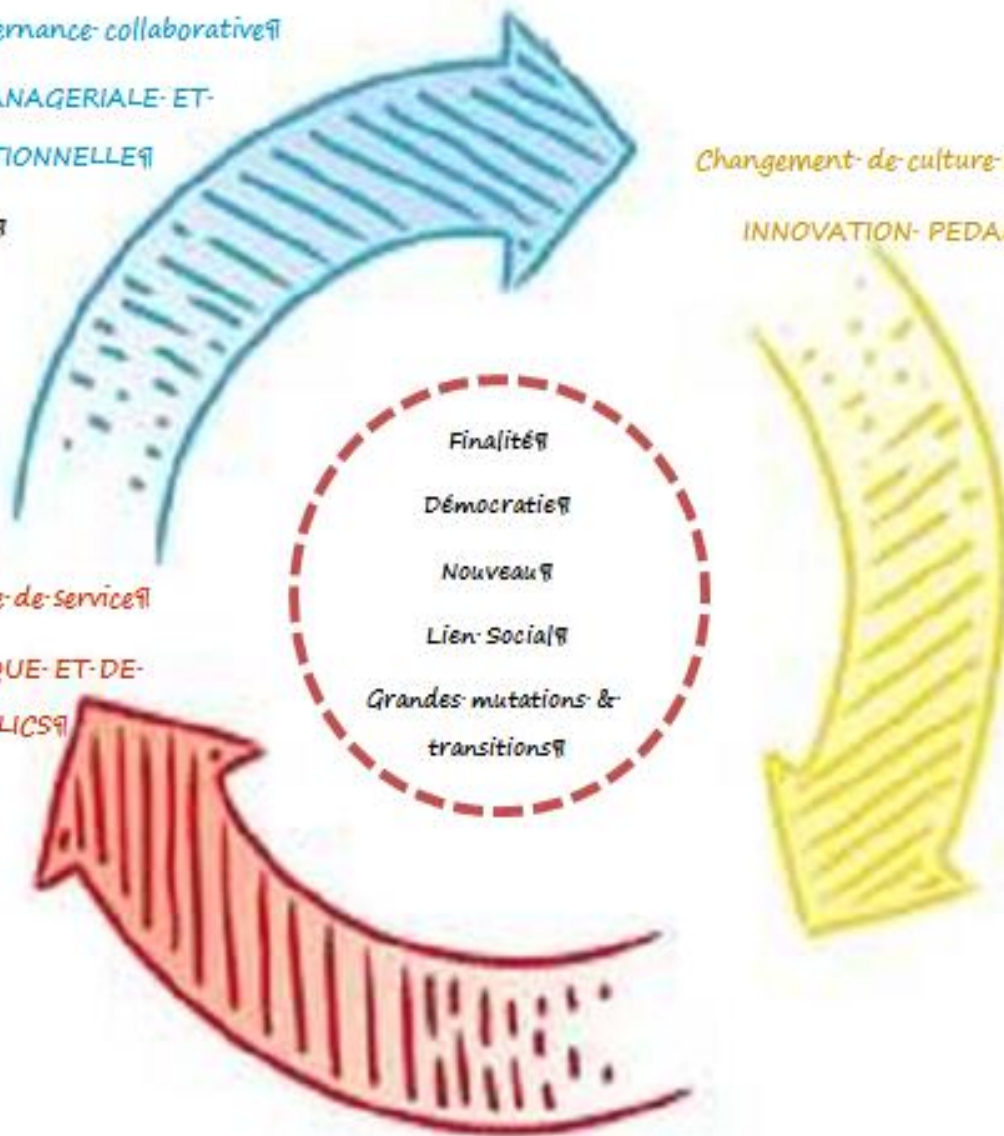 ernance collaborative¶
ANAGERIALE ET
TIONNELLE¶
¶
Changement de culture
INNOVATION PEDA
Finalité¶
Démocratie¶
Nouveau¶
Lien Social¶
Grandes mutations &
transitions¶
e de service¶
QUE ET DE
LICS¶